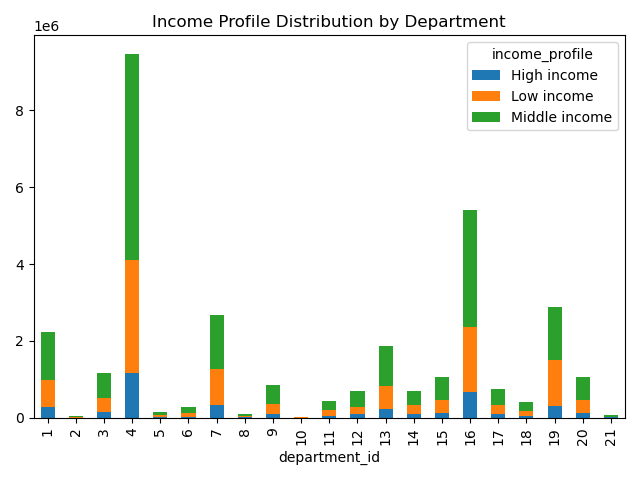 Income Profile Distribution by Department
1e6
income_profile
High income
Low income
Middle income
8
6
4
2
0
1 2 3 4 5 6 7 8 9 10 11 12 13 14 15 16 17 18 19 20 21
department_id